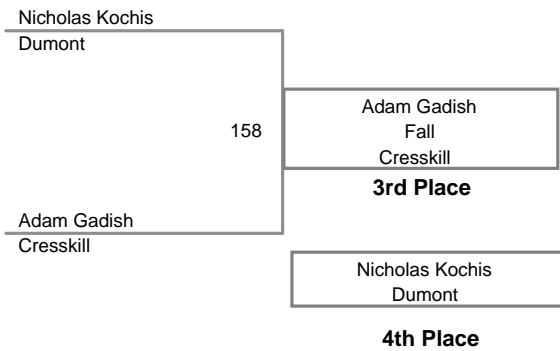 Nicholas Kochis
Dumont
158
Adam Gadish
Fall
Cresskill
3rd Place
Adam Gadish
Cresskill
Nicholas Kochis
Dumont
4th Place